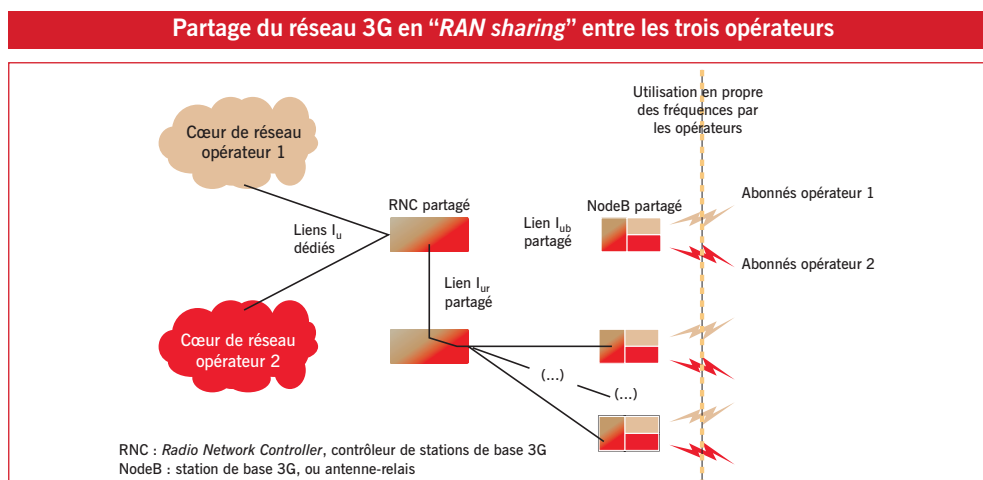 Partage du réseau 3G en “RAN sharing” entre les trois opérateurs
Utilisation en propre
des fréquences par
les opérateurs
Cœur de réseau
opérateur 1
RNC partagé
NodeB partagé
Abonnés opérateur 1
Liens Iu
dédiés
Lien Iub
partagé
Abonnés opérateur 2
Lien Iur
partagé
Cœur de réseau
opérateur 2
(...)
(...)
RNC : Radio Network Controller, contrôleur de stations de base 3G
NodeB : station de base 3G, ou antenne-relais